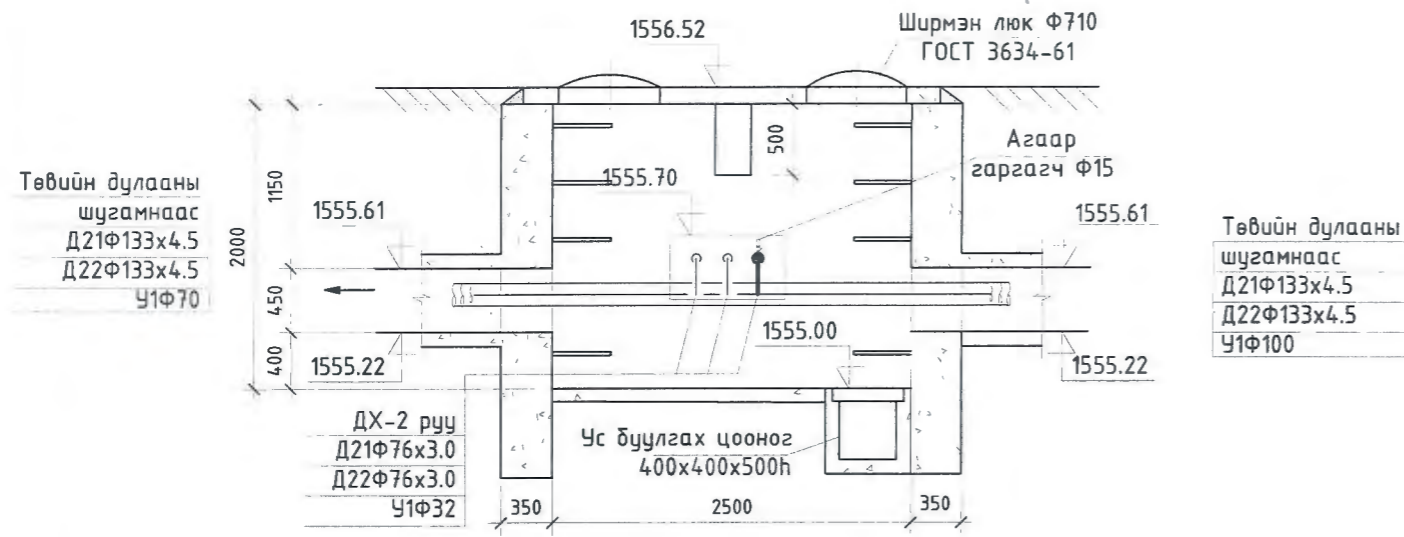 1556.52
Ширмэн люк Ф710
ГОСТ 3634-61
500
Агаар
гаргагч Ф15
1150
1555.70
Төвийн дулааны
шугамнаас
Д21Ф133х4.5
Д22Ф133х4.5
У1Ф70
2000
1555.61
1555.61
Төвийн дулааны
шугамнаас
Д21Ф133х4.5
Д22Ф133х4.5
У1Ф100
450
1555.00
400
1555.22
1555.22
ДХ-2 руу
Д21Ф76х3.0
Д22Ф76х3.0
У1Ф32
Ус буулгах цооног
400х400х500h
350
2500
350